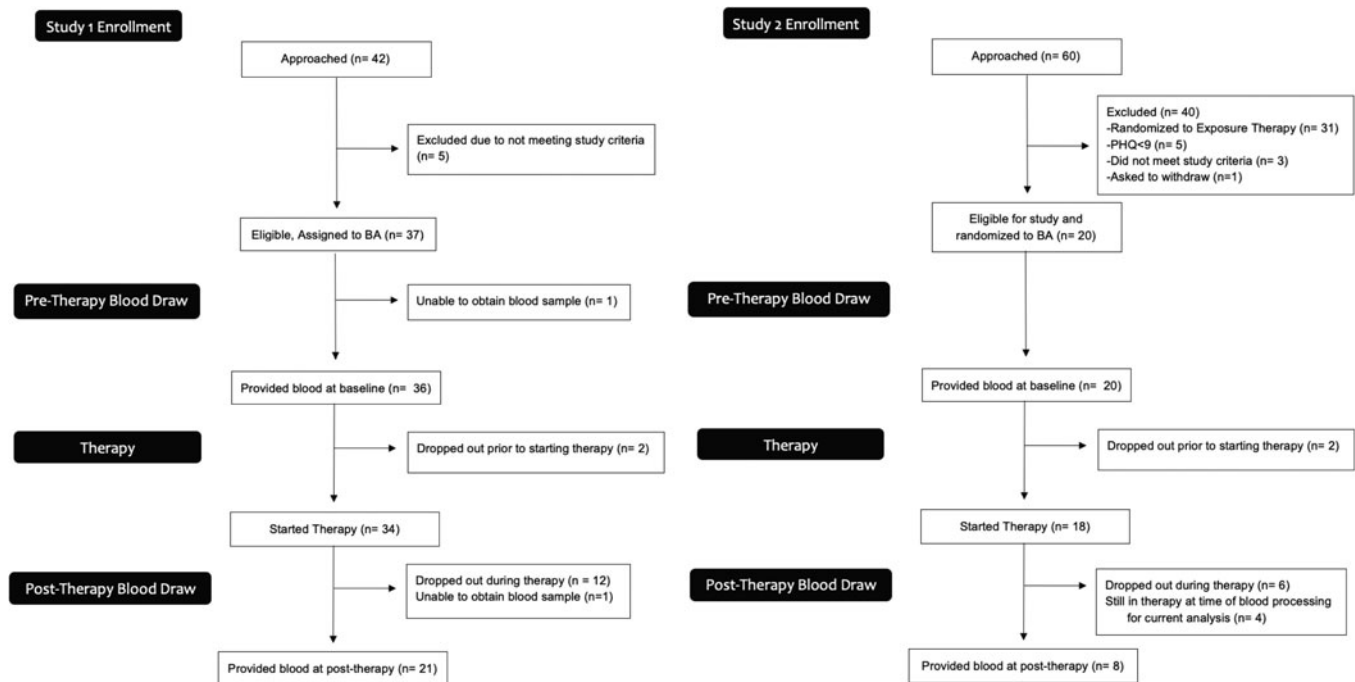 Study 1 Enrollment
Approached (n= 42)
Excluded due to not meeting study criteria
(n= 5)
Eligible, Assigned to BA (n= 37)
Pre-Therapy Blood Draw
Unable to obtain blood sample (n= 1)
Provided blood at baseline (n=  36)
Therapy
Dropped out prior to starting therapy (n= 2)
Started Therapy (n= 34)
Post-Therapy Blood Draw
Dropped out during therapy (n = 12)
Unable to obtain blood sample (n=1)
Provided blood at post-therapy (n= 21)
Study 2 Enrollment
Approached (n= 60)
Excluded (n= 40)
-Randomized to Exposure Therapy (n= 31)
-PHQ<9 (n= 5)
-Did not meet study criteria (n= 3)
-Asked to withdraw (n=1)
Eligible for study and
randomized to BA (n= 20)
Pre-Therapy Blood Draw
Provided blood at baseline (n=  20)
Therapy
Dropped out prior to starting therapy (n= 2)
Started Therapy (n= 18)
Post-Therapy Blood Draw
Dropped out during therapy (n= 6)
Still in therapy at time of blood processing
for current analysis (n= 4)
Provided blood at post-therapy (n= 8)